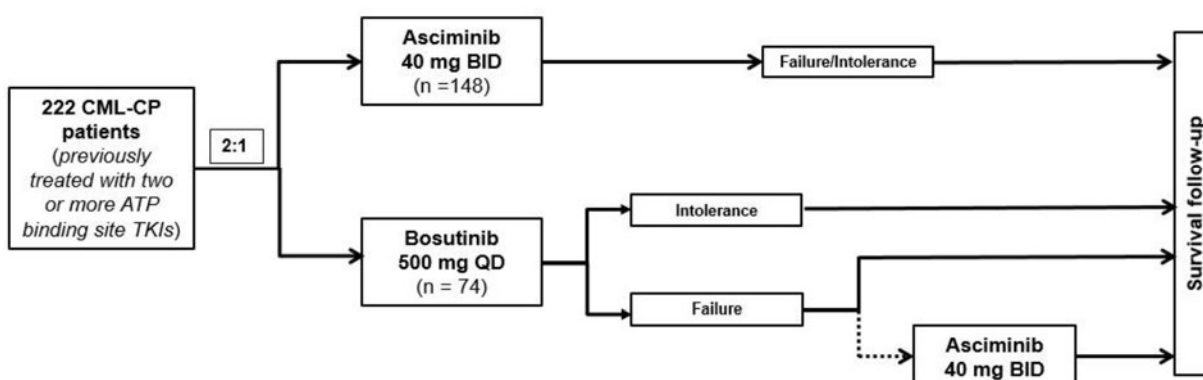 222 CML-CP
patients
(previously
treated with two
or more ATP
binding site TKIs)
2:1
Asciminib
40 mg BID
(n =148)
Failure/Intolerance
Bosutinib
500 mg QD
(n = 74)
Intolerance
Failure
Asciminib
40 mg BID
Survival follow-up